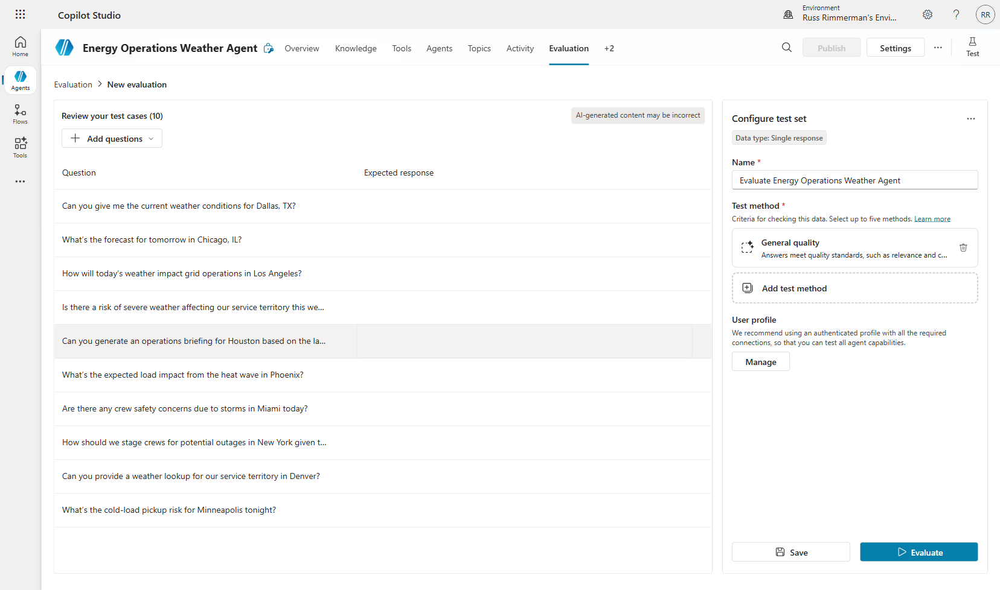 Copilot Studio
Environment
Russ Rimmerman's Envi...
RR
Home
Agents
Flows
Tools
Energy Operations Weather Agent
Overview
Knowledge
Tools
Agents
Topics
Activity
Evaluation
+2
Publish
Settings
Test
Evaluation > New evaluation
Review your test cases (10)
AI-generated content may be incorrect
Add questions
Question
Expected response
Can you give me the current weather conditions for Dallas, TX?
What's the forecast for tomorrow in Chicago, IL?
How will today's weather impact grid operations in Los Angeles?
Is there a risk of severe weather affecting our service territory this we...
Can you generate an operations briefing for Houston based on the la...
What's the expected load impact from the heat wave in Phoenix?
Are there any crew safety concerns due to storms in Miami today?
How should we stage crews for potential outages in New York given t...
Can you provide a weather lookup for our service territory in Denver?
What's the cold-load pickup risk for Minneapolis tonight?
Configure test set
Data type: Single response
Name *
Evaluate Energy Operations Weather Agent
Test method *
Criteria for checking this data. Select up to five methods. Learn more
General quality
Answers meet quality standards, such as relevance and c...
Add test method
User profile
We recommend using an authenticated profile with all the required
connections, so that you can test all agent capabilities.
Manage
Save
Evaluate